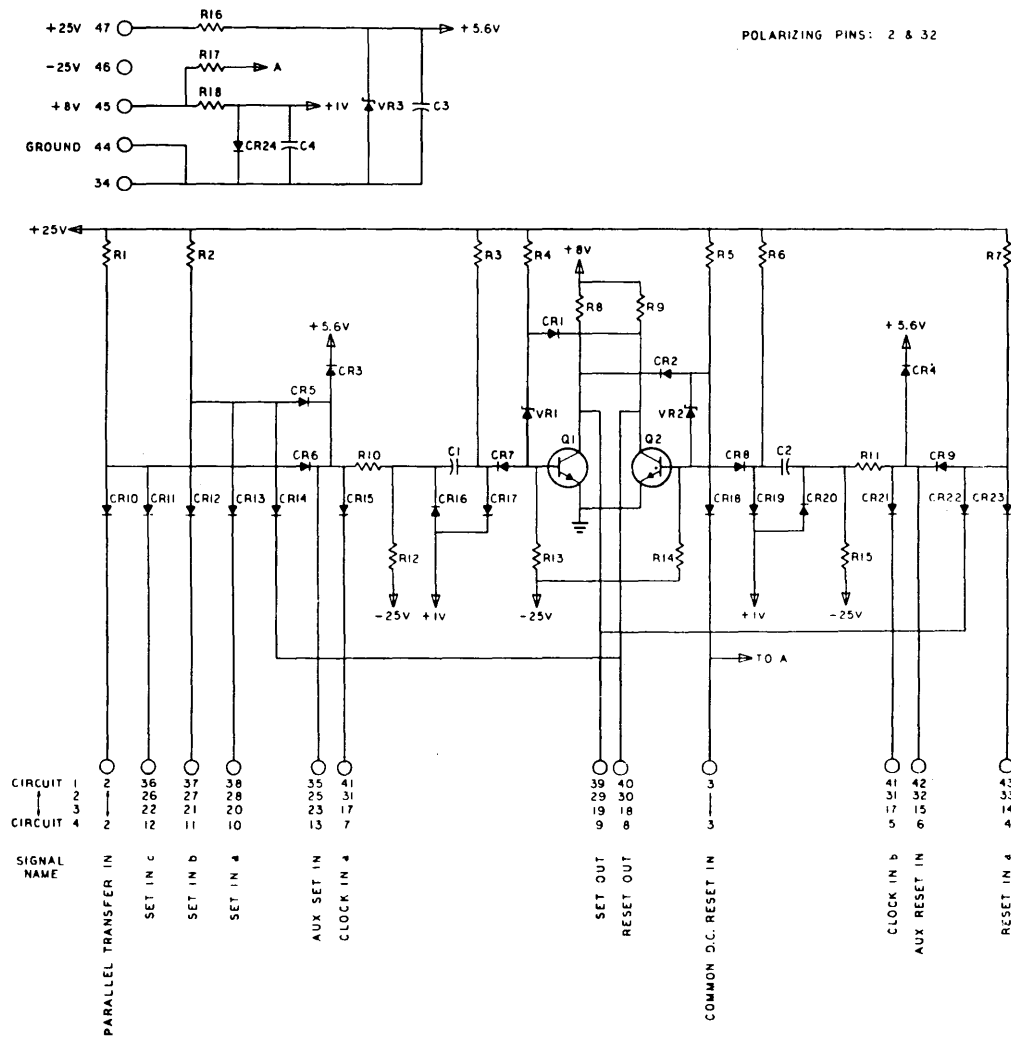 POLARIZING PINS: 2 & 32
+25V 47 R16 +5.6V
-25V 46 R17 A
+8V 45 R18 +1V VR3 C3
GROUND 44 CR24 C4
34
+25V
R1 R2 R3 R4 R5 R6 R7
+8V
R8 R9
+5.6V CR1 +5.6V
CR3 CR2 CR4
CR5 VR1 VR2
Q1 Q2
CR6 R10 C1 CR7 CR8 C2 R11 CR9
CR10 CR11 CR12 CR13 CR14 CR15 CR16 CR17 CR18 CR19 CR20 CR21 CR22 CR23
R12 R13 R14 R15
-25V +1V -25V +1V -25V
TO A
CIRCUIT 1 2 36 37 38 35 41 39 40 3 41 42 43
2 26 27 28 25 31 29 30 31 32 33
3 22 21 20 23 17 19 18 17 15 14
CIRCUIT 4 2 12 11 10 13 7 9 8 3 5 6 4
SIGNAL
NAME
PARALLEL TRANSFER IN
SET IN c
SET IN b
SET IN a
AUX SET IN
CLOCK IN a
SET OUT
RESET OUT
COMMON D.C. RESET IN
CLOCK IN b
AUX RESET IN
RESET IN a